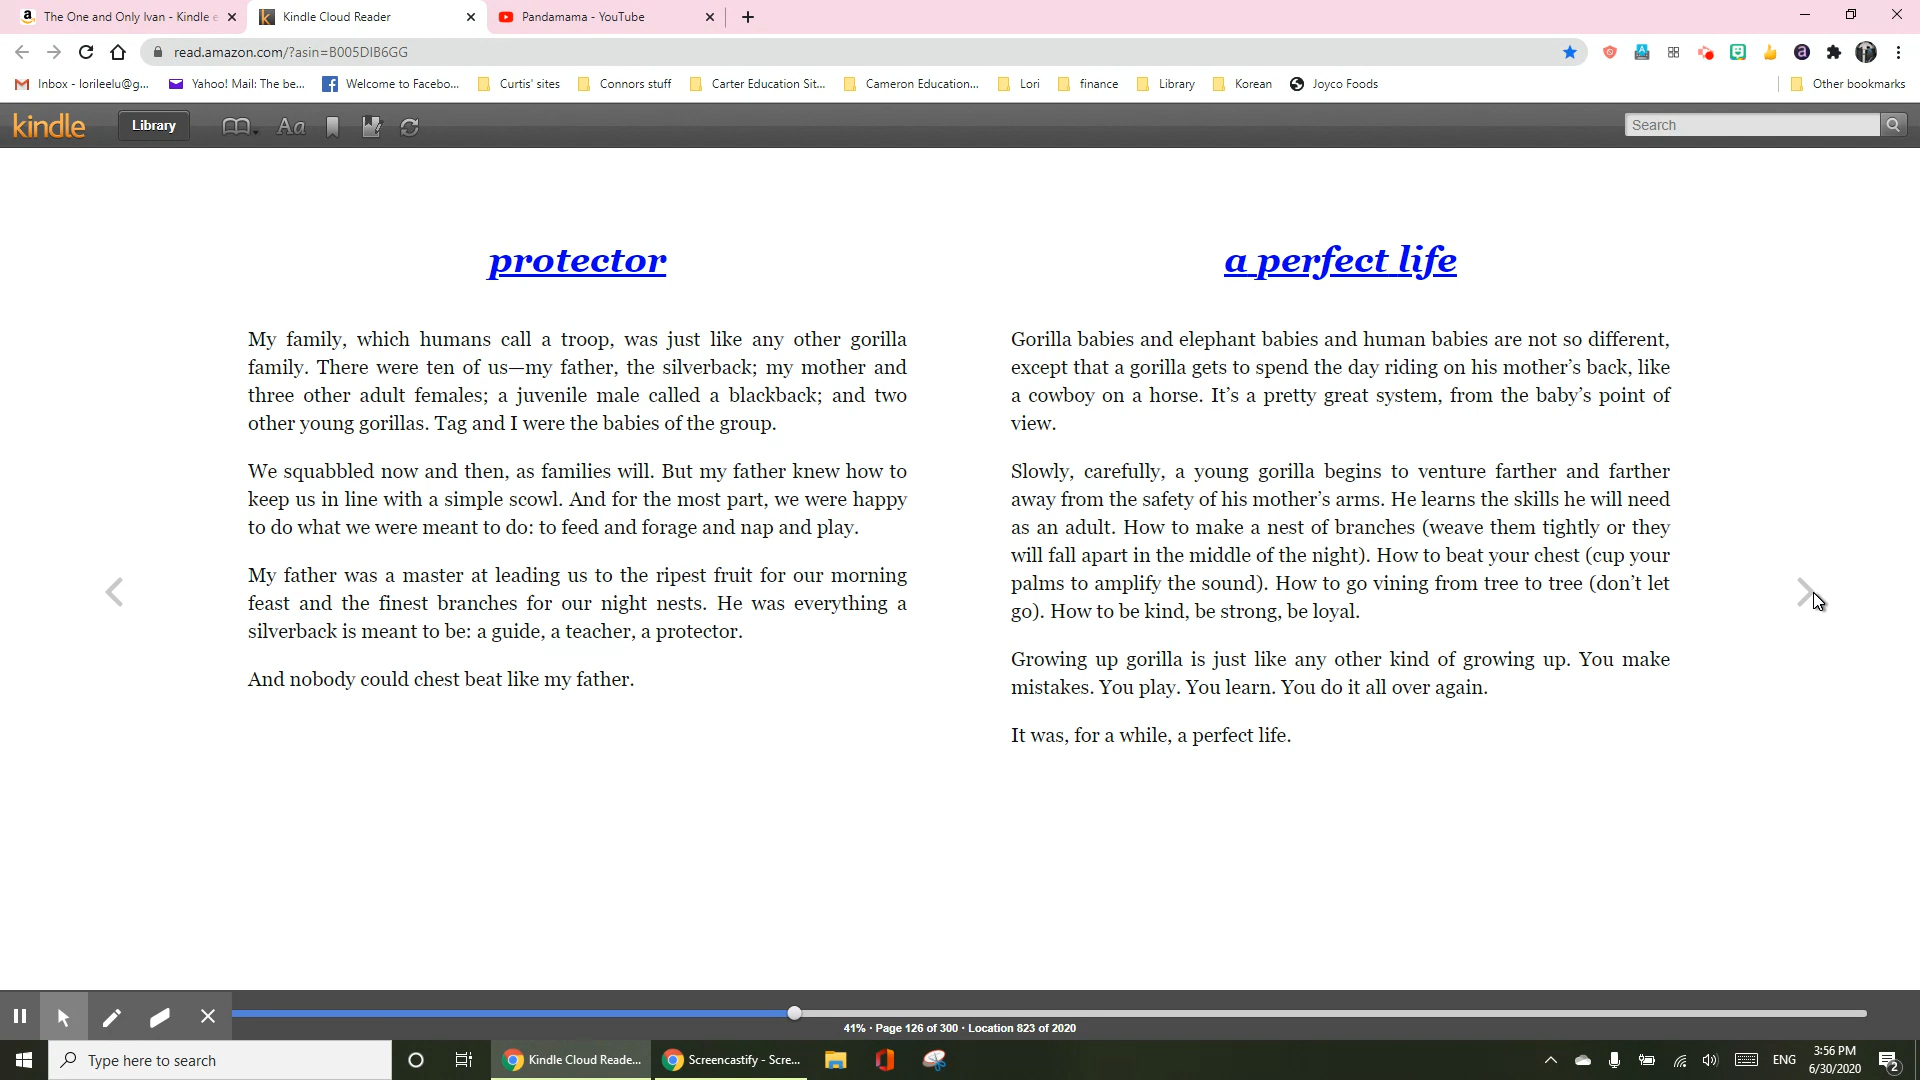 The One and Only Ivan - Kindle e
Kindle Cloud Reader
Pandamama - YouTube
read.amazon.com/?asin=B005DIB6GG
Inbox - lorileelu@g...
Yahoo! Mail: The be...
Welcome to Facebo...
Curtis' sites
Connors stuff
Carter Education Sit...
Cameron Education...
Lori
finance
Library
Korean
Joyco Foods
Other bookmarks
kindle
Library
Aa
Search
protector
My family, which humans call a troop, was just like any other gorilla
family. There were ten of us—my father, the silverback; my mother and
three other adult females; a juvenile male called a blackback; and two
other young gorillas. Tag and I were the babies of the group.
We squabbled now and then, as families will. But my father knew how to
keep us in line with a simple scowl. And for the most part, we were happy
to do what we were meant to do: to feed and forage and nap and play.
My father was a master at leading us to the ripest fruit for our morning
feast and the finest branches for our night nests. He was everything a
silverback is meant to be: a guide, a teacher, a protector.
And nobody could chest beat like my father.
a perfect life
Gorilla babies and elephant babies and human babies are not so different,
except that a gorilla gets to spend the day riding on his mother's back, like
a cowboy on a horse. It's a pretty great system, from the baby's point of
view.
Slowly, carefully, a young gorilla begins to venture farther and farther
away from the safety of his mother's arms. He learns the skills he will need
as an adult. How to make a nest of branches (weave them tightly or they
will fall apart in the middle of the night). How to beat your chest (cup your
palms to amplify the sound). How to go vining from tree to tree (don't let
go). How to be kind, be strong, be loyal.
Growing up gorilla is just like any other kind of growing up. You make
mistakes. You play. You learn. You do it all over again.
It was, for a while, a perfect life.
41% · Page 126 of 300 · Location 823 of 2020
Type here to search
Kindle Cloud Reade...
Screencastify - Scre...
ENG
3:56 PM
6/30/2020
2